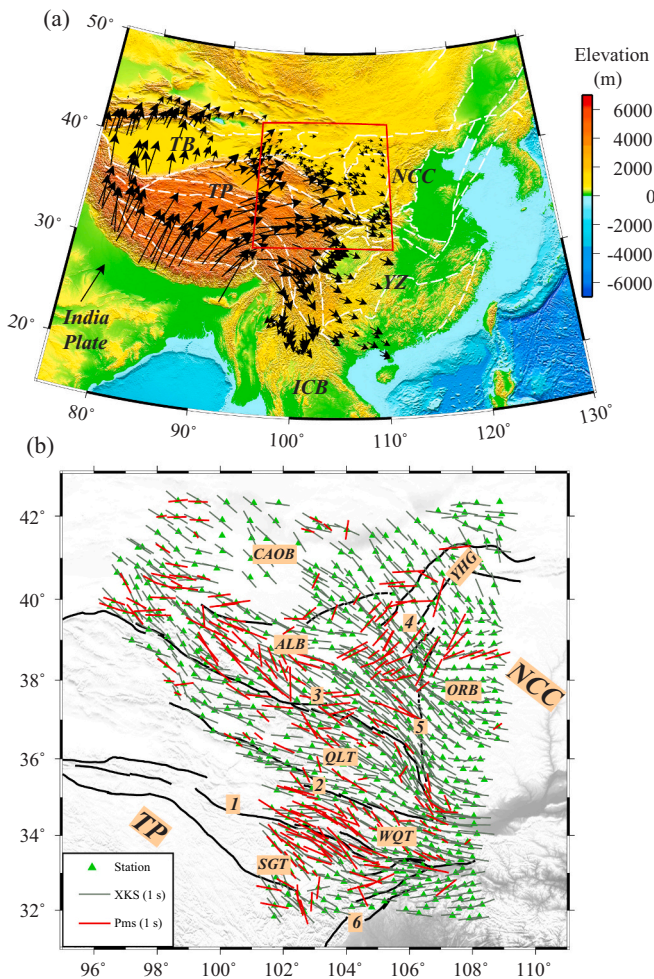 (a)
50°
40°
30°
20°
80°
90°
100°
110°
120°
130°
TB
TP
NCC
YZ
ICB
India
Plate
Elevation
(m)
6000
4000
2000
0
-2000
-4000
-6000
(b)
42°
40°
38°
36°
34°
32°
CAOB
YHG
4
ALB
NCC
3
ORB
5
QLT
2
1
WQT
TP
SGT
6
Station
XKS (1 s)
Pms (1 s)
96°
98°
100°
102°
104°
106°
108°
110°